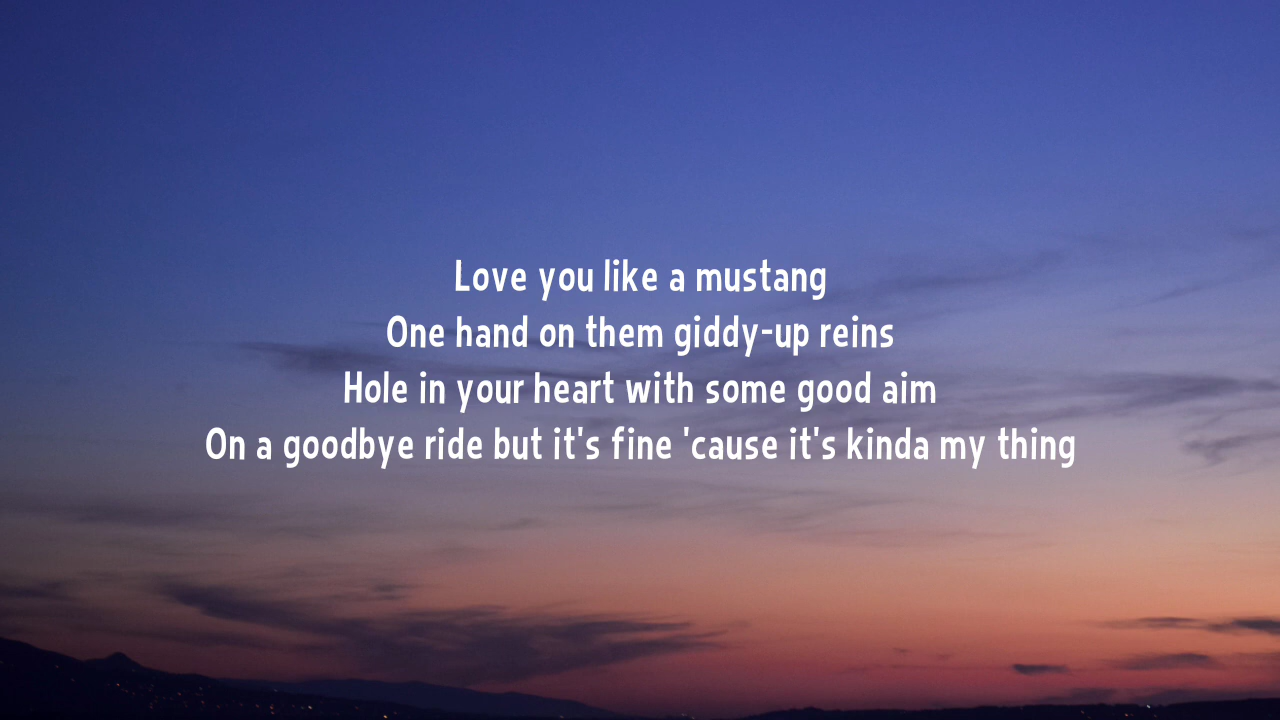 Love you like a mustang
One hand on them giddy-up reins
Hole in your heart with some good aim
On a goodbye ride but it's fine 'cause it's kinda my thing